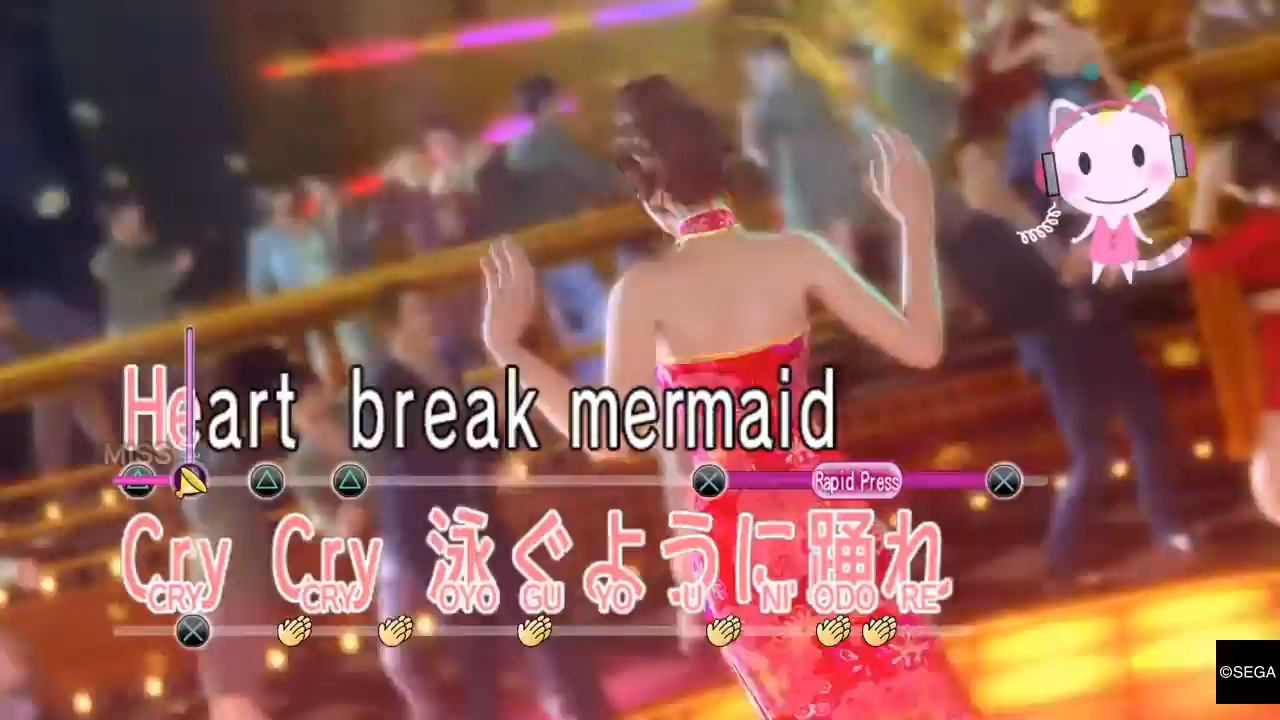 Heart break mermaid
MISS
Rapid Press
Cry Cry 泳ぐように踊れ
CRY CRY OYO GU YO -U NI ODO RE
©SEGA